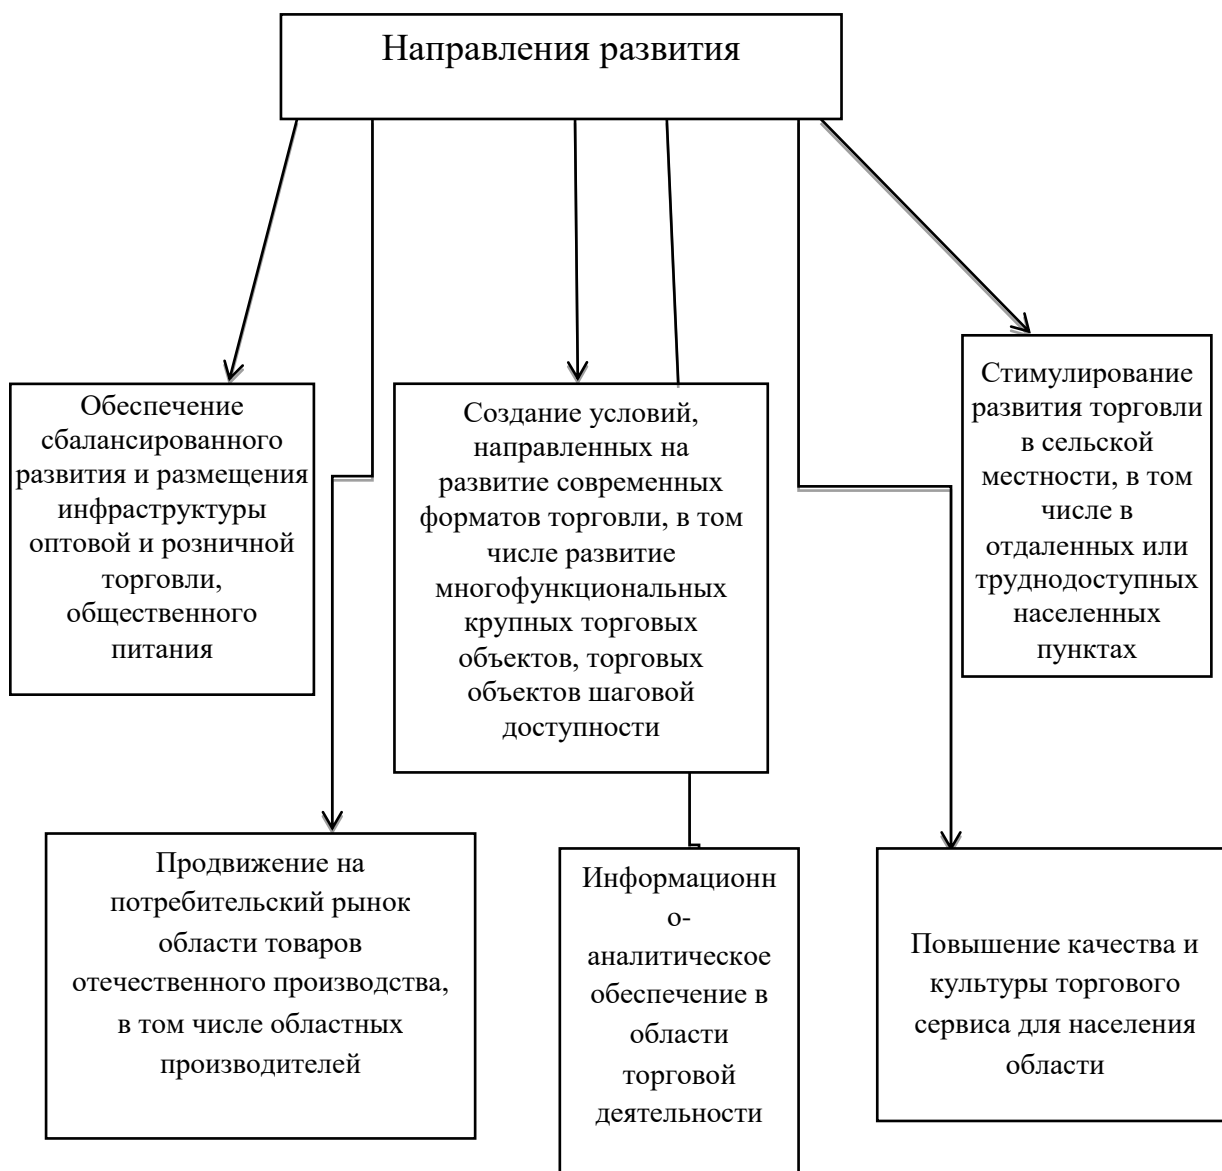 Направления развития
Обеспечение
сбалансированного
развития и размещения
инфраструктуры
оптовой и розничной
торговли,
общественного
питания
Создание условий,
направленных на
развитие современных
форматов торговли, в том
числе развитие
многофункциональных
крупных торговых
объектов, торговых
объектов шаговой
доступности
Стимулирование
развития торговли
в сельской
местности, в том
числе в
отдаленных или
труднодоступных
населенных
пунктах
Продвижение на
потребительский рынок
области товаров
отечественного производства,
в том числе областных
производителей
Информационн
о-
аналитическое
обеспечение в
области
торговой
деятельности
Повышение качества и
культуры торгового
сервиса для населения
области